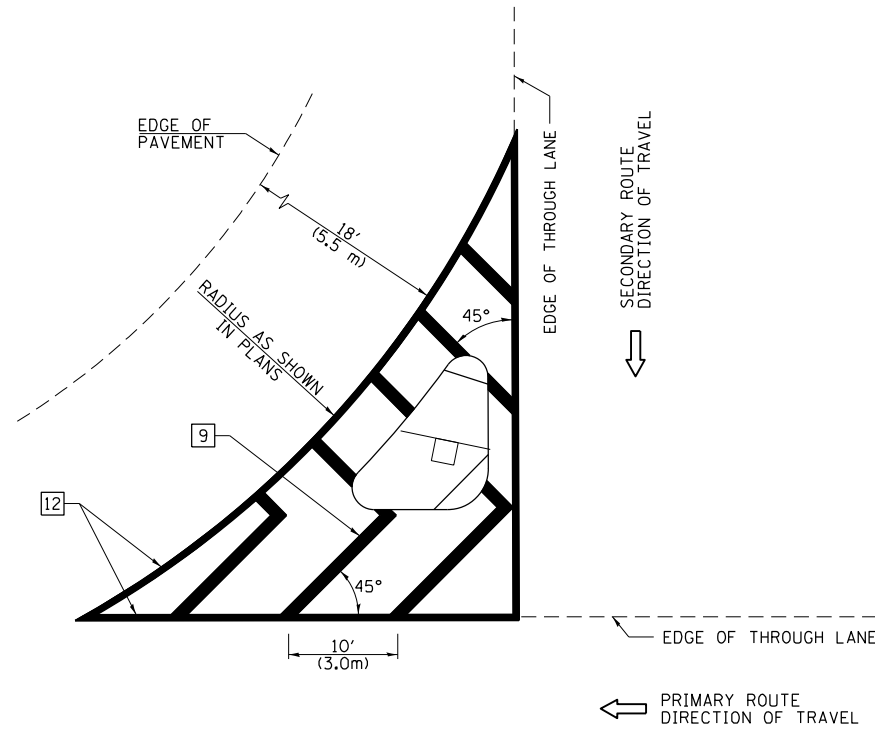 EDGE OF
PAVEMENT
18'
(5.5 m)
RADIUS AS SHOWN
IN PLANS
EDGE OF THROUGH LANE
SECONDARY ROUTE
DIRECTION OF TRAVEL
45°
9
12
45°
10'
(3.0m)
EDGE OF THROUGH LANE
PRIMARY ROUTE
DIRECTION OF TRAVEL